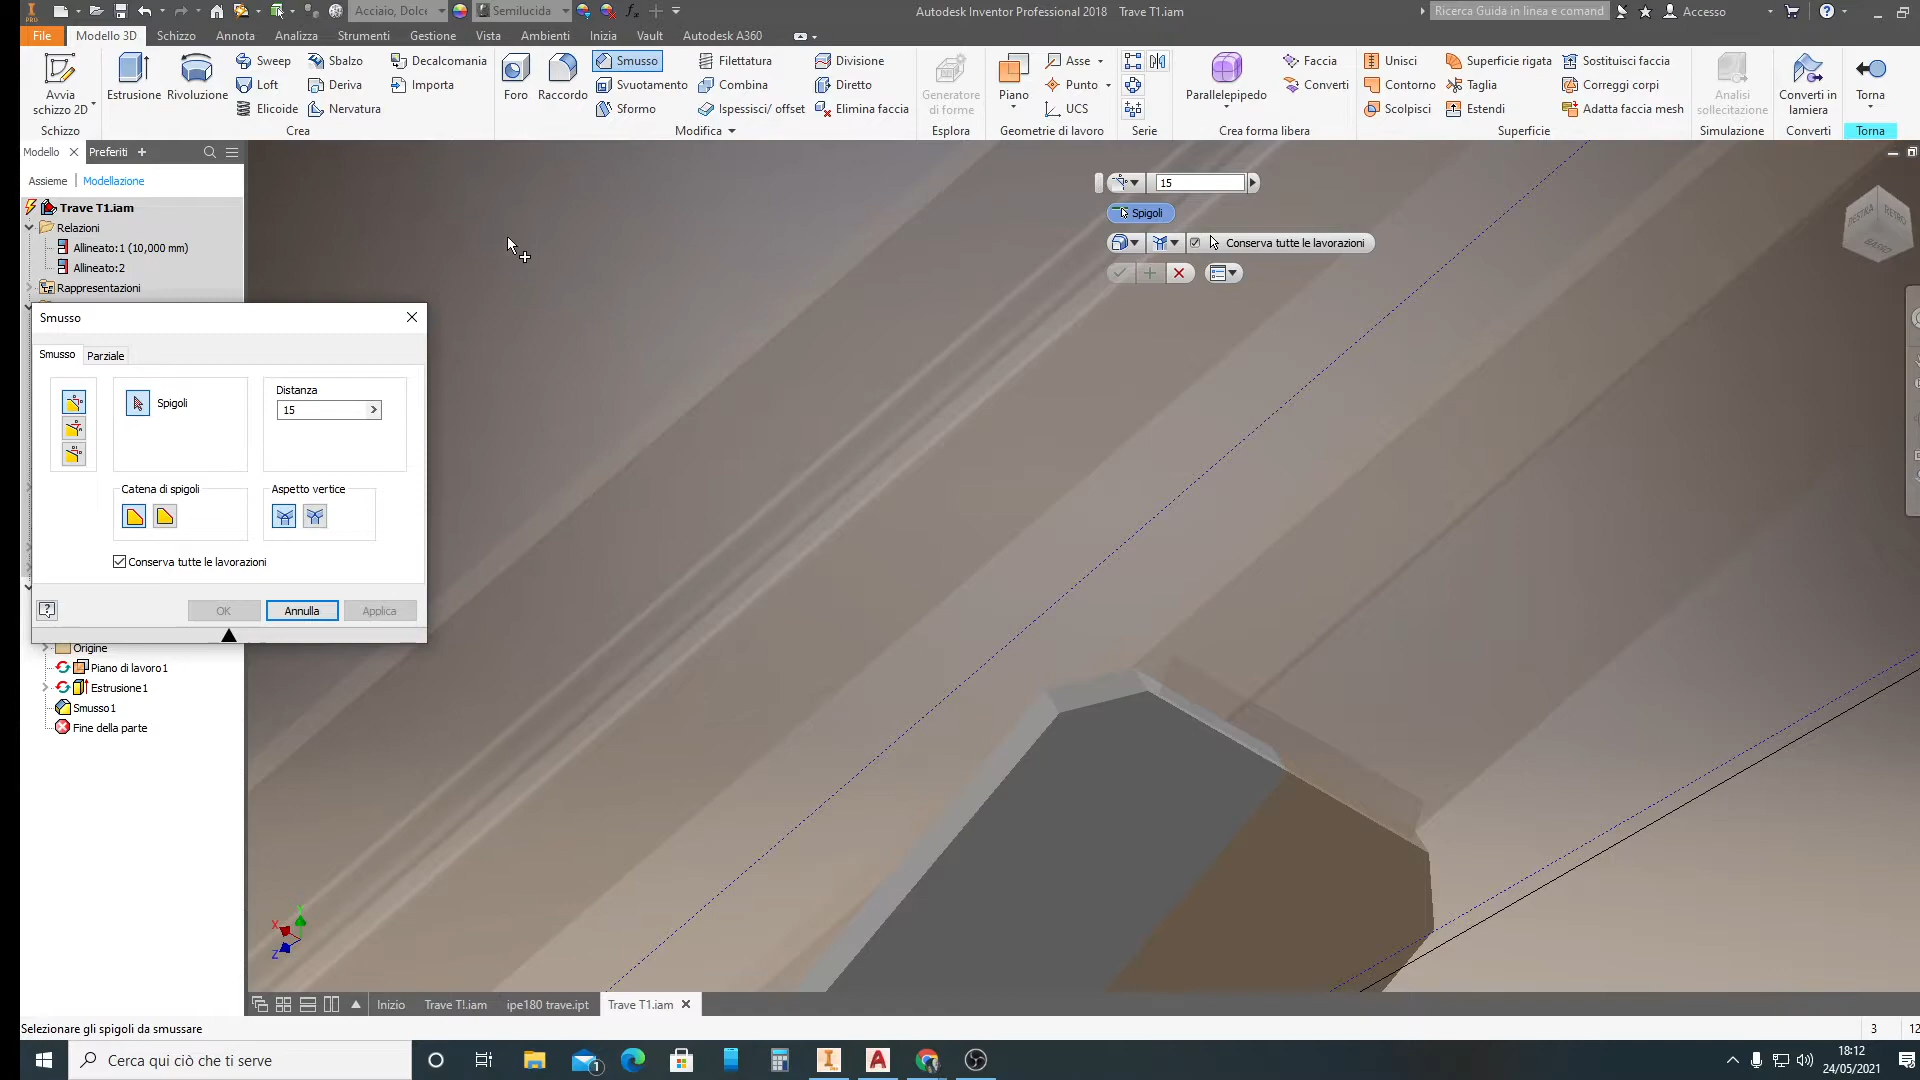 PRO
Acciaio, Dolce
Semilucida
fx
Autodesk Inventor Professional 2018 Trave T1.iam
Ricerca Guida in linea e comand
Accesso
File Modello 3D Schizzo Annota Analizza Strumenti Gestione Vista Ambienti Inizia Vault Autodesk A360
Avvia schizzo 2D
Schizzo
Estrusione
Rivoluzione
Sweep
Loft
Elicoide
Sbalzo
Deriva
Nervatura
Decalcomania
Importa
Crea
Foro
Raccordo
Smusso
Svuotamento
Sformo
Filettatura
Combina
Ispessisci/ offset
Divisione
Diretto
Elimina faccia
Modifica
Generatore di forme
Esplora
Piano
Asse
Punto
UCS
Geometrie di lavoro
Serie
Parallelepipedo
Faccia
Converti
Crea forma libera
Unisci
Contorno
Scolpisci
Superficie rigata
Taglia
Estendi
Sostituisci faccia
Correggi corpi
Adatta faccia mesh
Superficie
Analisi sollecitazione
Simulazione
Converti in lamiera
Converti
Torna
Torna
Modello
Preferiti +
Assieme | Modellazione
Trave T1.iam
Relazioni
Allineato:1 (10,000 mm)
Allineato:2
Rappresentazioni
Smusso
Smusso
Parziale
Spigoli
Distanza
15
Catena di spigoli
Aspetto vertice
Conserva tutte le lavorazioni
OK
Annulla
Applica
Origine
Piano di lavoro1
Estrusione1
Smusso1
Fine della parte
15
Spigoli
Conserva tutte le lavorazioni
DESTRA
RETRO
BASSO
X
Y
Z
Inizio
Trave T!.iam
ipe180 trave.ipt
Trave T1.iam
Selezionare gli spigoli da smussare
3
12
Cerca qui ciò che ti serve
1
18:12
24/05/2021